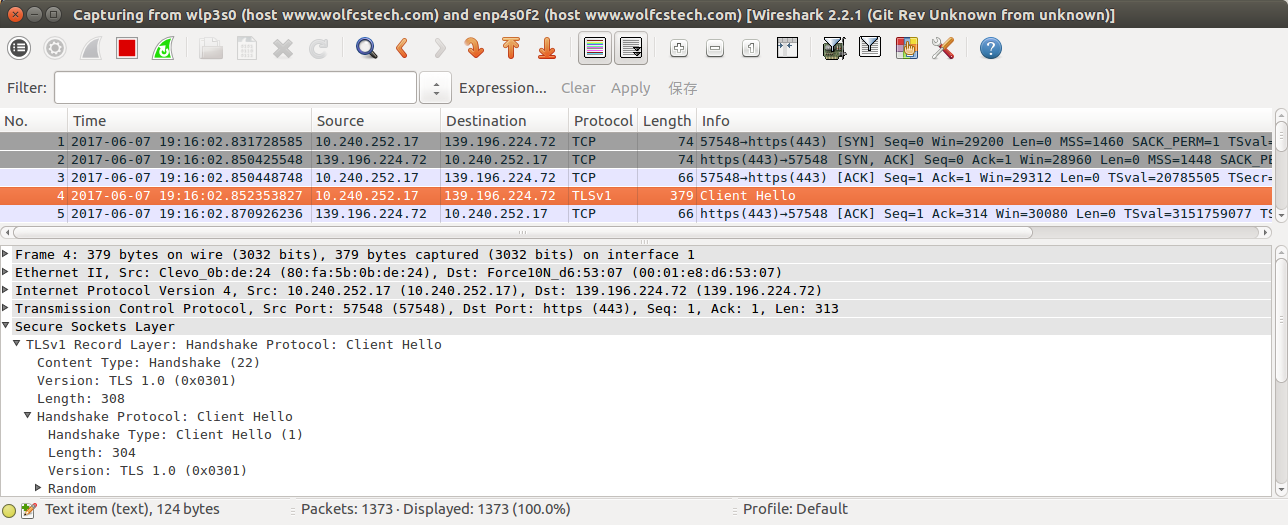 Capturing from wlp3s0 (host www.wolfcstech.com) and enp4s0f2 (host www.wolfcstech.com) [Wireshark 2.2.1 (Git Rev Unknown from unknown)]
Filter: Expression... Clear Apply 保存
No. Time Source Destination Protocol Length Info
1 2017-06-07 19:16:02.831728585 10.240.252.17 139.196.224.72 TCP 74 57548→https(443) [SYN] Seq=0 Win=29200 Len=0 MSS=1460 SACK_PERM=1 TSval=
2 2017-06-07 19:16:02.850425548 139.196.224.72 10.240.252.17 TCP 74 https(443)→57548 [SYN, ACK] Seq=0 Ack=1 Win=28960 Len=0 MSS=1448 SACK_PE
3 2017-06-07 19:16:02.850448748 10.240.252.17 139.196.224.72 TCP 66 57548→https(443) [ACK] Seq=1 Ack=1 Win=29312 Len=0 TSval=20785505 TSecr=
4 2017-06-07 19:16:02.852353827 10.240.252.17 139.196.224.72 TLSv1 379 Client Hello
5 2017-06-07 19:16:02.870926236 139.196.224.72 10.240.252.17 TCP 66 https(443)→57548 [ACK] Seq=1 Ack=314 Win=30080 Len=0 TSval=3151759077 TS
Frame 4: 379 bytes on wire (3032 bits), 379 bytes captured (3032 bits) on interface 1
Ethernet II, Src: Clevo_0b:de:24 (80:fa:5b:0b:de:24), Dst: Force10N_d6:53:07 (00:01:e8:d6:53:07)
Internet Protocol Version 4, Src: 10.240.252.17 (10.240.252.17), Dst: 139.196.224.72 (139.196.224.72)
Transmission Control Protocol, Src Port: 57548 (57548), Dst Port: https (443), Seq: 1, Ack: 1, Len: 313
Secure Sockets Layer
TLSv1 Record Layer: Handshake Protocol: Client Hello
Content Type: Handshake (22)
Version: TLS 1.0 (0x0301)
Length: 308
Handshake Protocol: Client Hello
Handshake Type: Client Hello (1)
Length: 304
Version: TLS 1.0 (0x0301)
Random
Text item (text), 124 bytes Packets: 1373 · Displayed: 1373 (100.0%) Profile: Default